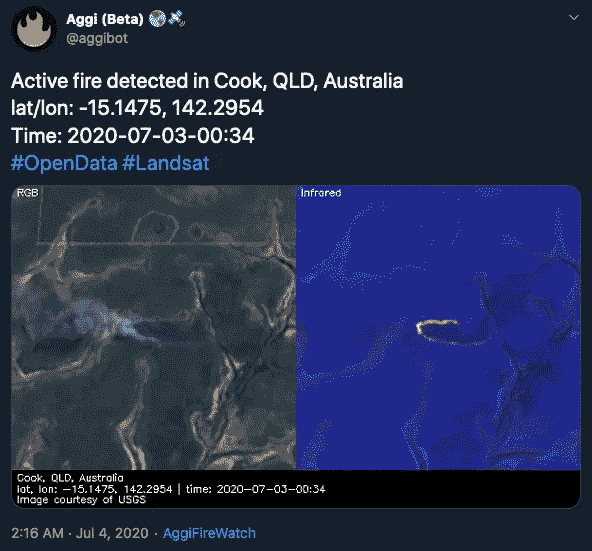 Aggi (Beta)
@aggibot
Active fire detected in Cook, QLD, Australia
lat/lon: -15.1475, 142.2954
Time: 2020-07-03-00:34
#OpenData #Landsat
RGB
Infrared
Cook, QLD, Australia
lat, lon: -15.1475, 142.2954 | time: 2020-07-03-00:34
Image courtesy of USGS
2:16 AM · Jul 4, 2020 · AggiFireWatch